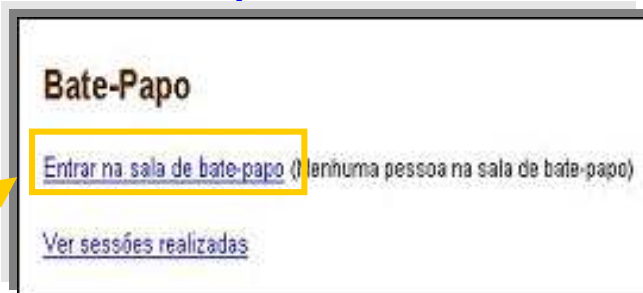 Bate-Papo
Entrar na sala de bate-papo (Nenhuma pessoa na sala de bate-papo)
Ver sessões realizadas